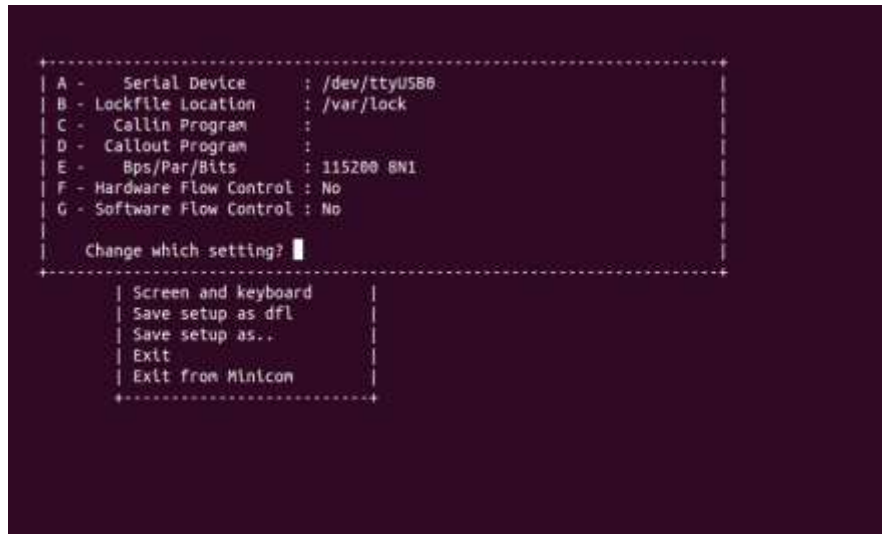 A - Serial Device : /dev/ttyUSB0
B - Lockfile Location : /var/lock
C - Callin Program :
D - Callout Program :
E - Bps/Par/Bits : 115200 8N1
F - Hardware Flow Control : No
G - Software Flow Control : No
Change which setting?
Screen and keyboard
Save setup as dfl
Save setup as..
Exit
Exit from Minicom